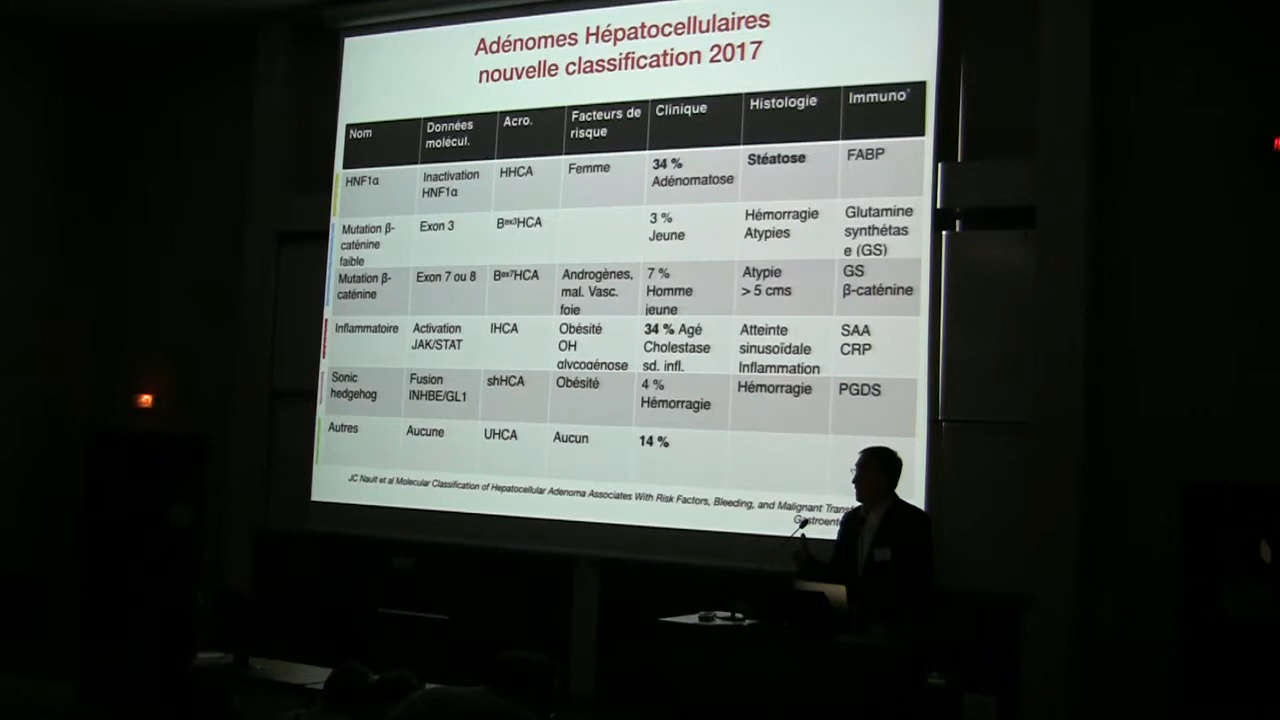 Adénomes Hépatocellulaires
nouvelle classification 2017
Nom
Données
molécul.
Acro.
Facteurs de
risque
Clinique
Histologie
Immuno°
HNF1α
Inactivation
HNF1α
HHCA
Femme
34 %
Adénomatose
Stéatose
FABP
Mutation β-
caténine
faible
Exon 3
Bᵉˣ³HCA
3 %
Jeune
Hémorragie
Atypies
Glutamine
synthétas
e (GS)
Mutation β-
caténine
Exon 7 ou 8
Bᵉˣ⁷HCA
Androgènes,
mal. Vasc.
foie
7 %
Homme
jeune
Atypie
> 5 cms
GS
β-caténine
Inflammatoire
Activation
JAK/STAT
IHCA
Obésité
OH
glycogénose
34 % Agé
Cholestase
sd. infl.
Atteinte
sinusoïdale
Inflammation
SAA
CRP
Sonic
hedgehog
Fusion
INHBE/GL1
shHCA
Obésité
4 %
Hémorragie
Hémorragie
PGDS
Autres
Aucune
UHCA
Aucun
14 %
JC Nault et al Molecular Classification of Hepatocellular Adenoma Associates With Risk Factors, Bleeding, and Malignant Transf
Gastroent